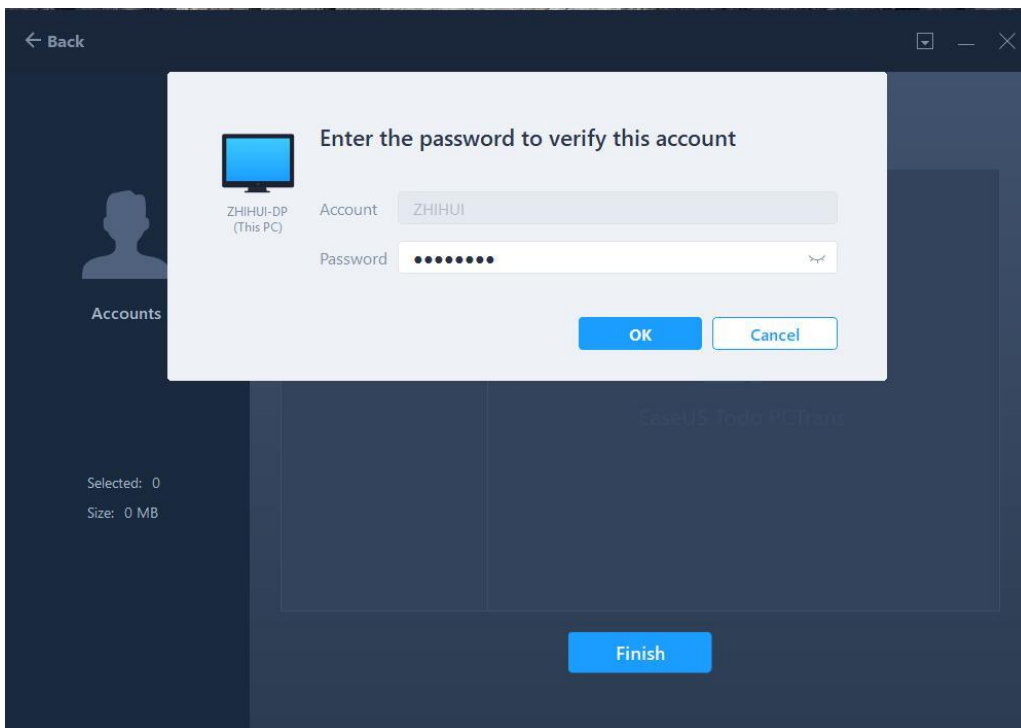 Back
Enter the password to verify this account
ZHIHUI-DP
(This PC)
Account ZHIHUI
Password ••••••••
OK Cancel
Accounts
EaseUS Todo PCTrans
Selected: 0
Size: 0 MB
Finish